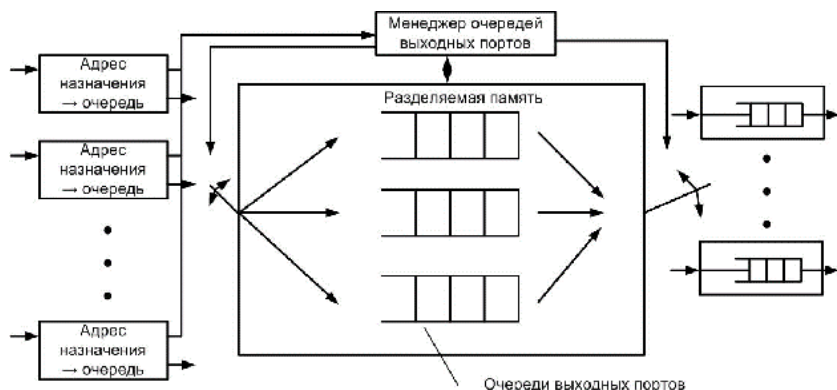 Менеджер очередей
выходных портов
Адрес
назначения
→ очередь
Разделяемая память
Адрес
назначения
→ очередь
Адрес
назначения
→ очередь
Очереди выходных портов